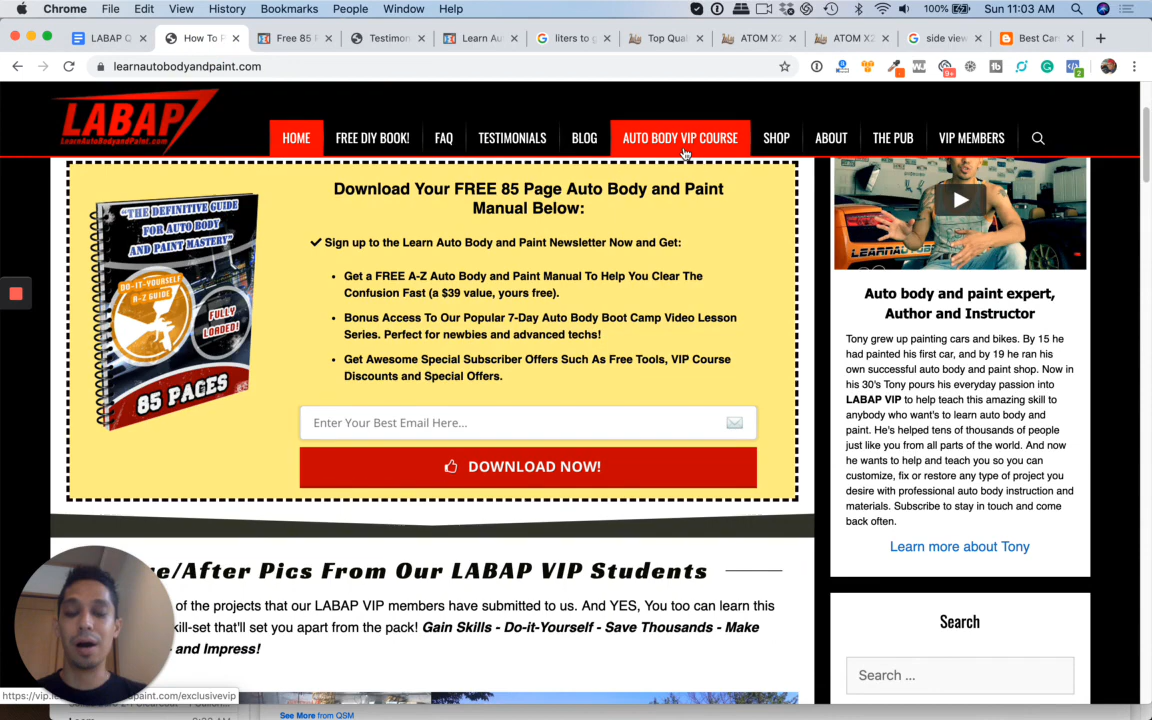 Chrome File Edit View History Bookmarks People Window Help 100% Sun 11:03 AM
LABAP Q How To P Free 85 Testimon Learn Au liters to g Top Qual ATOM X2 ATOM X2 side view Best Can
learnautobodyandpaint.com
LABAP
LearnAutoBodyandPaint.com
HOME FREE DIY BOOK! FAQ TESTIMONIALS BLOG AUTO BODY VIP COURSE SHOP ABOUT THE PUB VIP MEMBERS
"THE DEFINITIVE GUIDE
FOR AUTO BODY
AND PAINT MASTERY"
DO-IT-YOURSELF
A-Z GUIDE
FULLY
LOADED!
85 PAGES
Download Your FREE 85 Page Auto Body and Paint
Manual Below:
Sign up to the Learn Auto Body and Paint Newsletter Now and Get:
Get a FREE A-Z Auto Body and Paint Manual To Help You Clear The
Confusion Fast (a $39 value, yours free).
Bonus Access To Our Popular 7-Day Auto Body Boot Camp Video Lesson
Series. Perfect for newbies and advanced techs!
Get Awesome Special Subscriber Offers Such As Free Tools, VIP Course
Discounts and Special Offers.
Enter Your Best Email Here...
DOWNLOAD NOW!
Auto body and paint expert,
Author and Instructor
Tony grew up painting cars and bikes. By 15 he
had painted his first car, and by 19 he ran his
own successful auto body and paint shop. Now in
his 30's Tony pours his everyday passion into
LABAP VIP to help teach this amazing skill to
anybody who want's to learn auto body and
paint. He's helped tens of thousands of people
just like you from all parts of the world. And now
he wants to help and teach you so you can
customize, fix or restore any type of project you
desire with professional auto body instruction and
materials. Subscribe to stay in touch and come
back often.
Learn more about Tony
e/After Pics From Our LABAP VIP Students
of the projects that our LABAP VIP members have submitted to us. And YES, You too can learn this
kill-set that'll set you apart from the pack! Gain Skills - Do-it-Yourself - Save Thousands - Make
and Impress!
Search
Search ...
See More from QSM